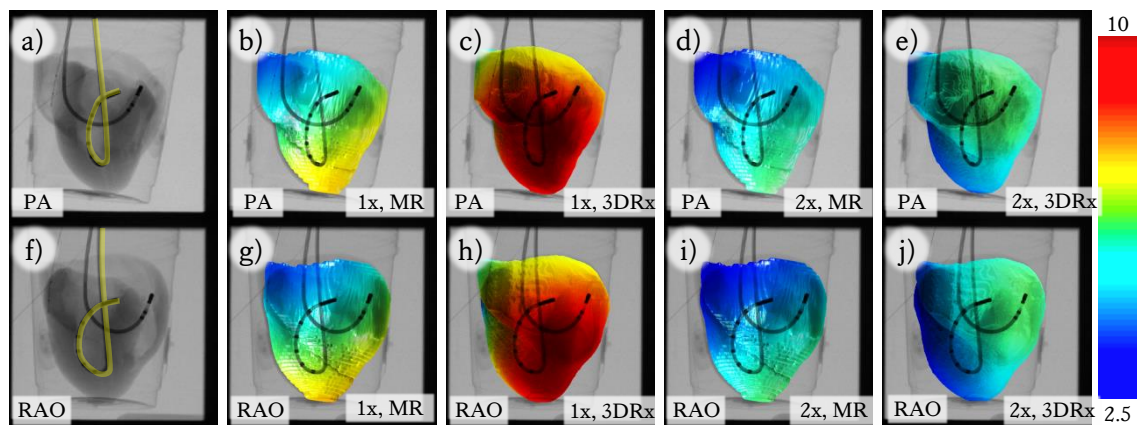 a) b) c) d) e) 10
PA PA 1x, MR PA 1x, 3DRx PA 2x, MR PA 2x, 3DRx
f) g) h) i) j)
RAO RAO 1x, MR RAO 1x, 3DRx RAO 2x, MR RAO 2x, 3DRx 2.5